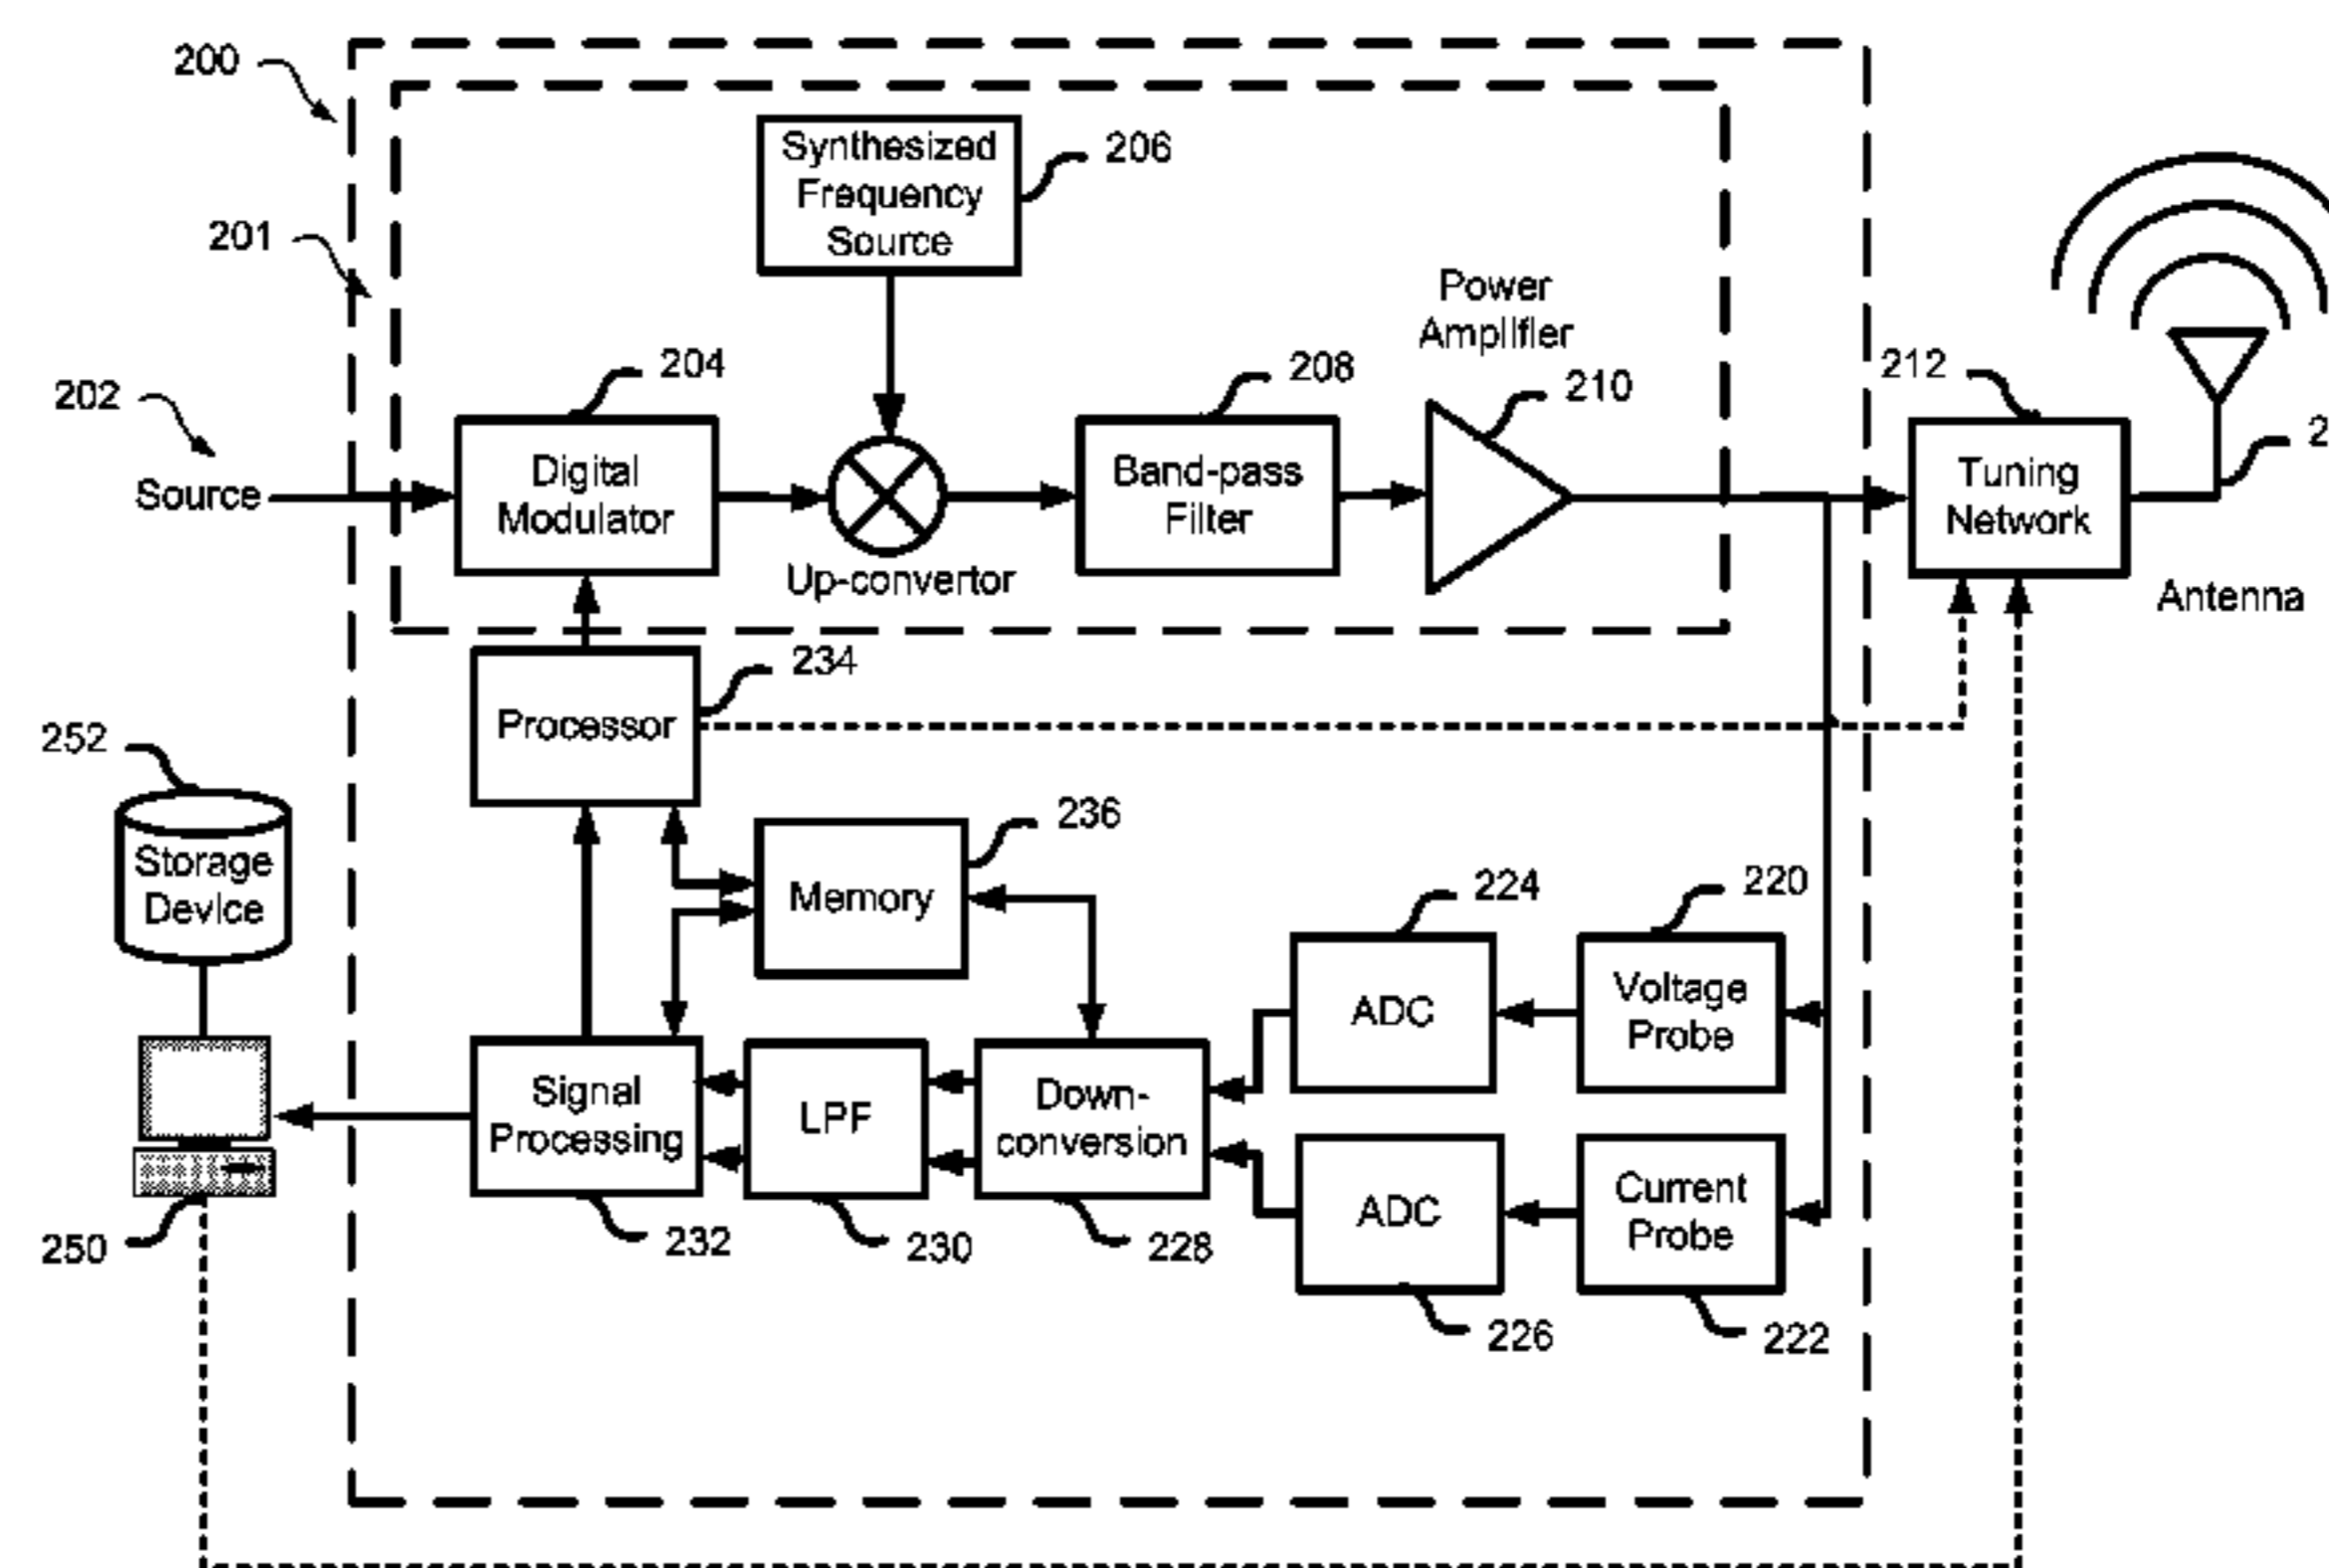 200
Synthesized
Frequency
Source
206
201
Power
Amplifier
202
204
208
210
212
2
Source
Digital
Modulator
Up-convertor
Band-pass
Filter
Tuning
Network
Antenna
234
Processor
252
Storage
Device
236
Memory
224
220
ADC
Voltage
Probe
Signal
Processing
LPF
Down-
conversion
ADC
Current
Probe
250
232
230
228
226
222